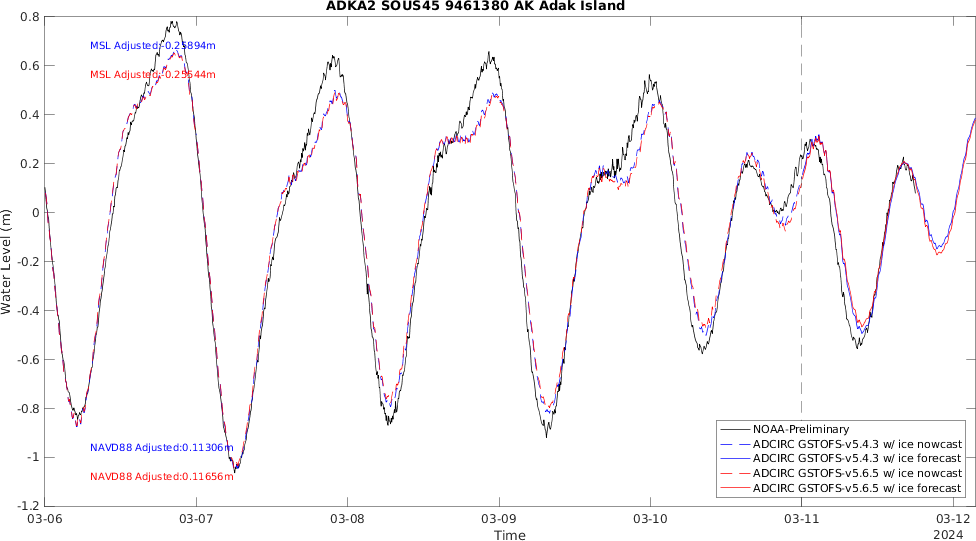 ADKA2 SOUS45 9461380 AK Adak Island
0.8
0.6
0.4
0.2
0
-0.2
-0.4
-0.6
-0.8
-1
-1.2
Water Level (m)
MSL Adjusted:-0.25894m
MSL Adjusted:-0.25544m
NAVD88 Adjusted:0.11306m
NAVD88 Adjusted:0.11656m
NOAA-Preliminary
ADCIRC GSTOFS-v5.4.3 w/ ice nowcast
ADCIRC GSTOFS-v5.4.3 w/ ice forecast
ADCIRC GSTOFS-v5.6.5 w/ ice nowcast
ADCIRC GSTOFS-v5.6.5 w/ ice forecast
03-06 03-07 03-08 03-09 03-10 03-11 03-12
Time
2024